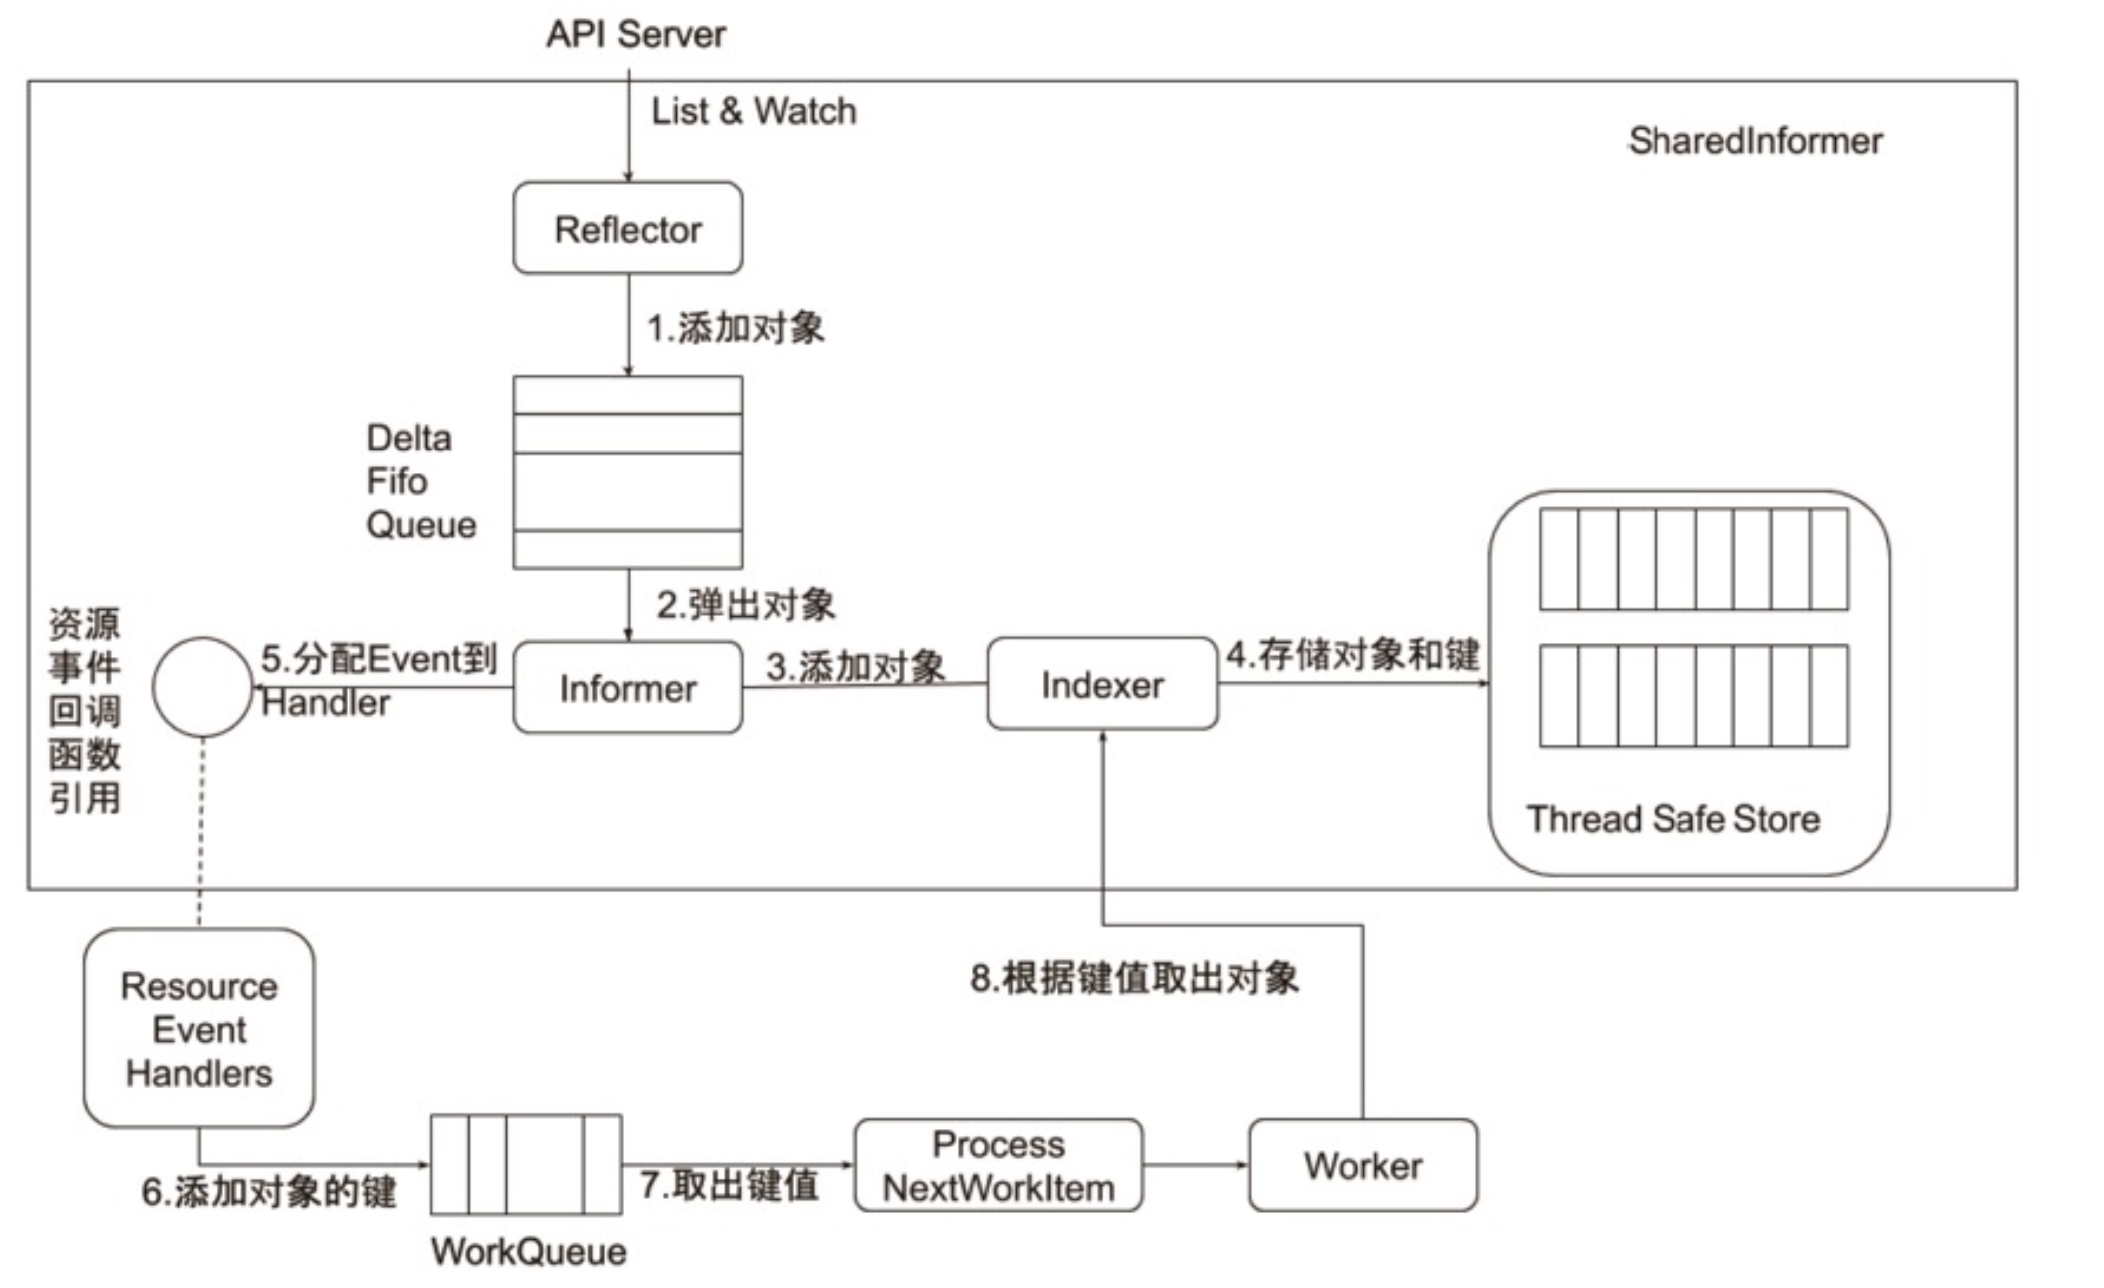 API Server
List & Watch
SharedInformer
Reflector
1.添加对象
Delta
Fifo
Queue
2.弹出对象
资源
事件
回调
函数
引用
5.分配Event到
Handler
Informer
3.添加对象
Indexer
4.存储对象和键
Thread Safe Store
Resource
Event
Handlers
8.根据键值取出对象
6.添加对象的键
WorkQueue
7.取出键值
Process
NextWorkItem
Worker